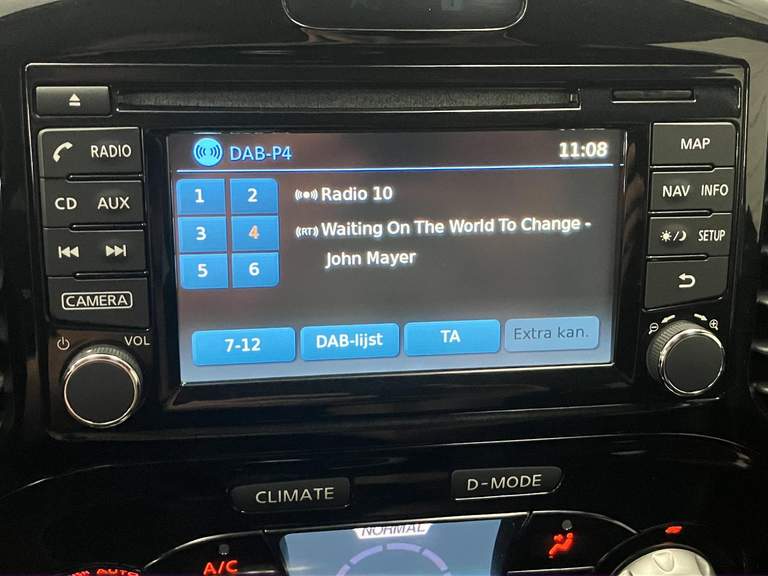 DAB-P4 11:08
RADIO
MAP
1 2 Radio 10
CD AUX
NAV INFO
3 4 (RT) Waiting On The World To Change -
John Mayer
SETUP
5 6
CAMERA
7-12 DAB-lijst TA Extra kan.
VOL
CLIMATE
D-MODE
NORMAL
AUTO
A/C